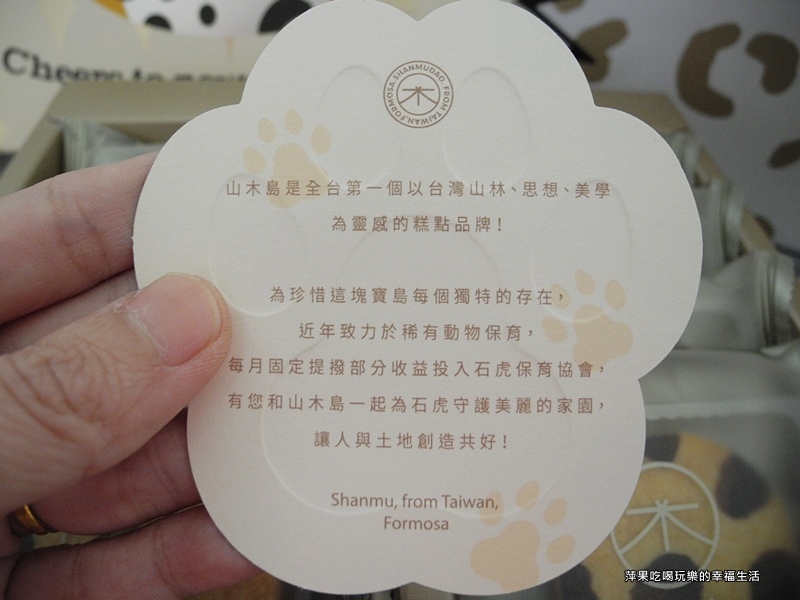 Cheers to
FORMOSA.SHANMUDAO. FROM TAIWAN.
木
山木島是全台第一個以台灣山林、思想、美學
為靈感的糕點品牌!
為珍惜這塊寶島每個獨特的存在,
近年致力於稀有動物保育,
每月固定提撥部分收益投入石虎保育協會,
有您和山木島一起為石虎守護美麗的家園,
讓人與土地創造共好!
Shanmu, from Taiwan,
Formosa
木
萍果吃喝玩樂的幸福生活